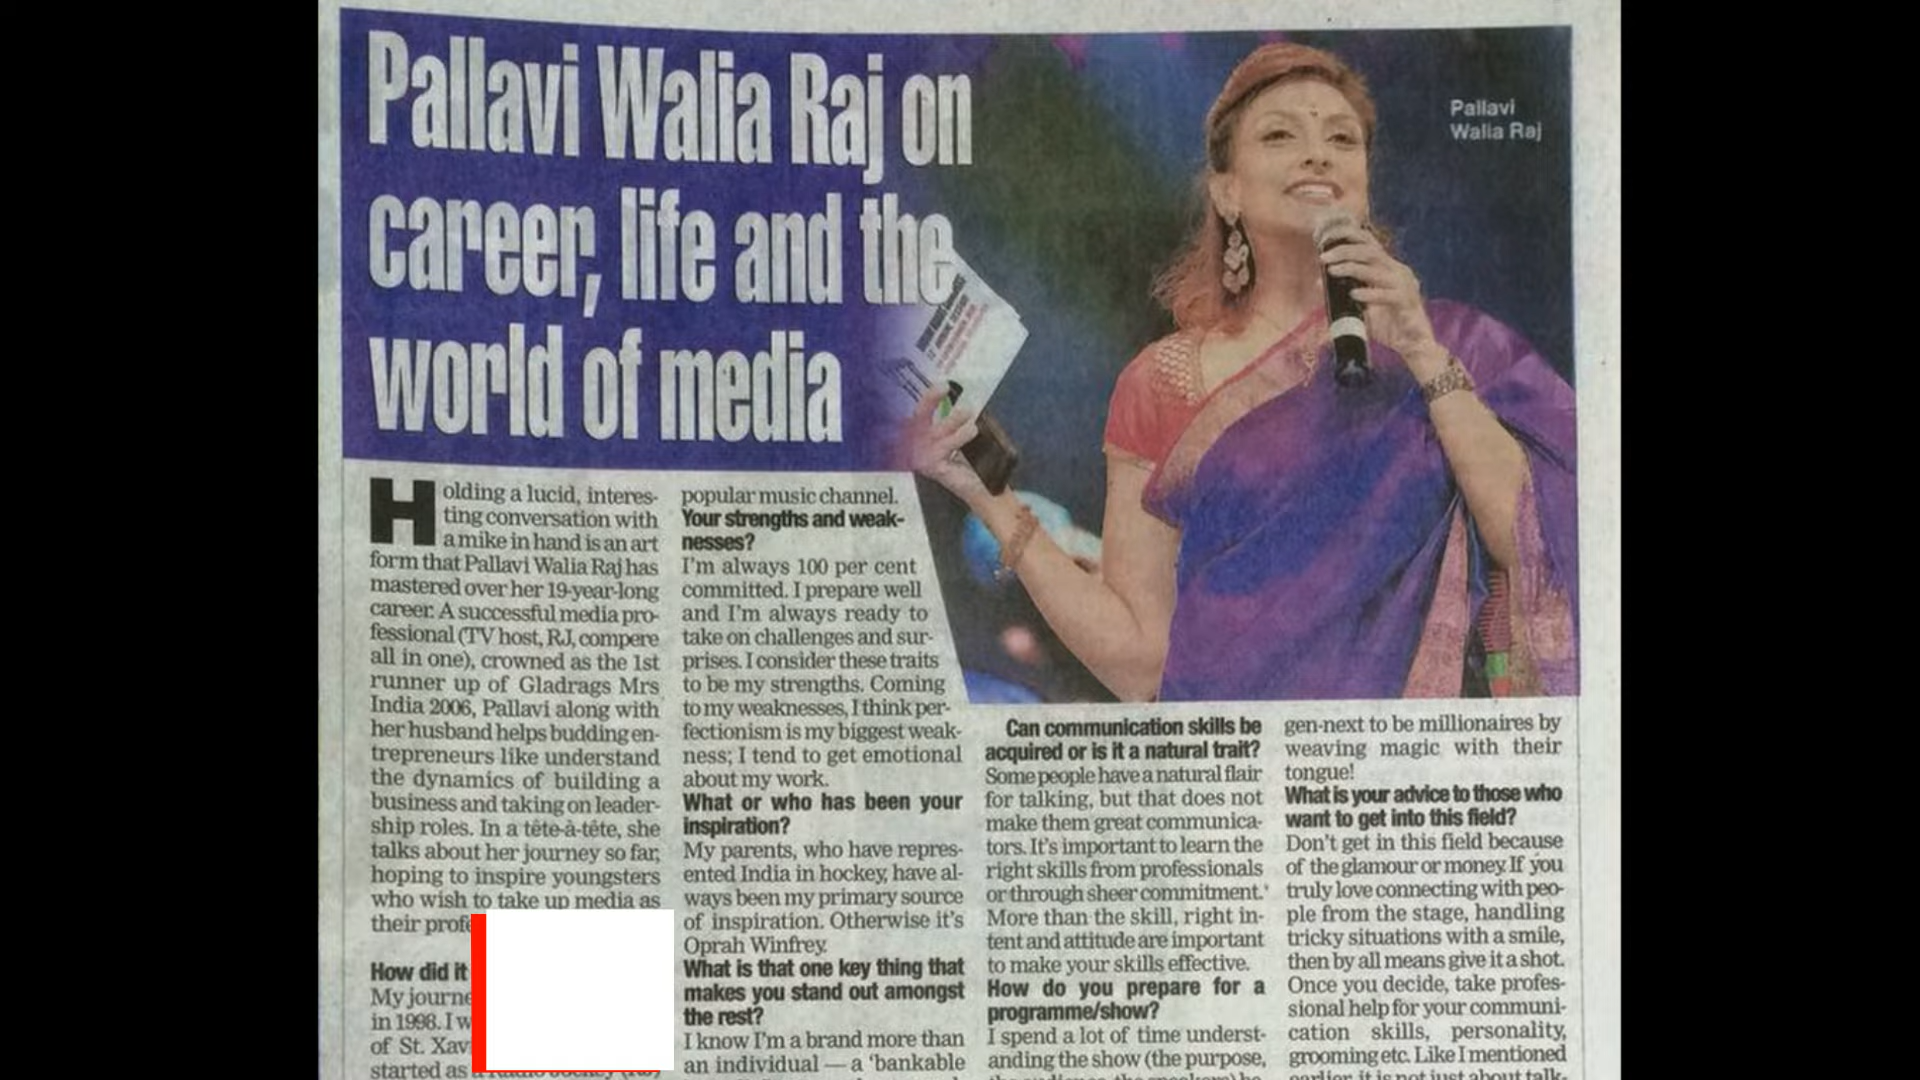 Pallavi Walia Raj on
career, life and the
world of media
Pallavi
Walia Raj
Holding a lucid, interes-
ting conversation with
a mike in hand is an art
form that Pallavi Walia Raj has
mastered over her 19-year-long
career. A successful media pro-
fessional (TV host, RJ, compere
all in one), crowned as the 1st
runner up of Gladrags Mrs
India 2006, Pallavi along with
her husband helps budding en-
trepreneurs like understand
the dynamics of building a
business and taking on leader-
ship roles. In a tête-à-tête, she
talks about her journey so far,
hoping to inspire youngsters
who wish to take up media as
their
How did it
My
in 1998. I
of St.
started as
popular music channel.
Your strengths and weak-
nesses?
I'm always 100 per cent
committed. I prepare well
and I'm always ready to
take on challenges and sur-
prises. I consider these traits
to be my strengths. Coming
to my weaknesses, I think per-
fectionism is my biggest weak-
ness; I tend to get emotional
about my work.
What or who has been your
inspiration?
My parents, who have repres-
ented India in hockey, have al-
ways been my primary source
of inspiration. Otherwise it's
Oprah Winfrey.
What is that one key thing that
makes you stand out amongst
the rest?
I know I'm a brand more than
an individual — a 'bankable
Can communication skills be
acquired or is it a natural trait?
Some people have a natural flair
for talking, but that does not
make them great communica-
tors. It's important to learn the
right skills from professionals
or through sheer commitment.
More than the skill, right in-
tent and attitude are important
to make your skills effective.
How do you prepare for a
programme/show?
I spend a lot of time underst-
anding the show (the purpose,
gen-next to be millionaires by
weaving magic with their
tongue!
What is your advice to those who
want to get into this field?
Don't get in this field because
of the glamour or money. If you
truly love connecting with peo-
ple from the stage, handling
tricky situations with a smile,
then by all means give it a shot.
Once you decide, take profes-
sional help for your communi-
cation skills, personality,
grooming etc. Like I mentioned
earlier, it is not just about talk-